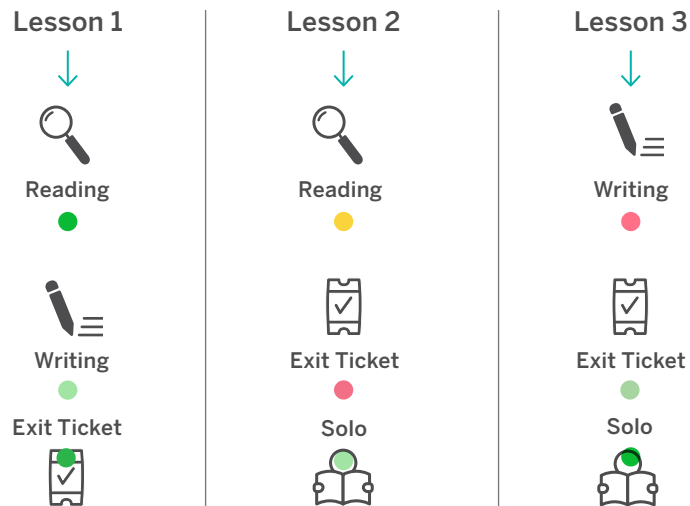 Lesson 1
Reading
Writing
Exit Ticket
Lesson 2
Reading
Exit Ticket
Solo
Lesson 3
Writing
Exit Ticket
Solo